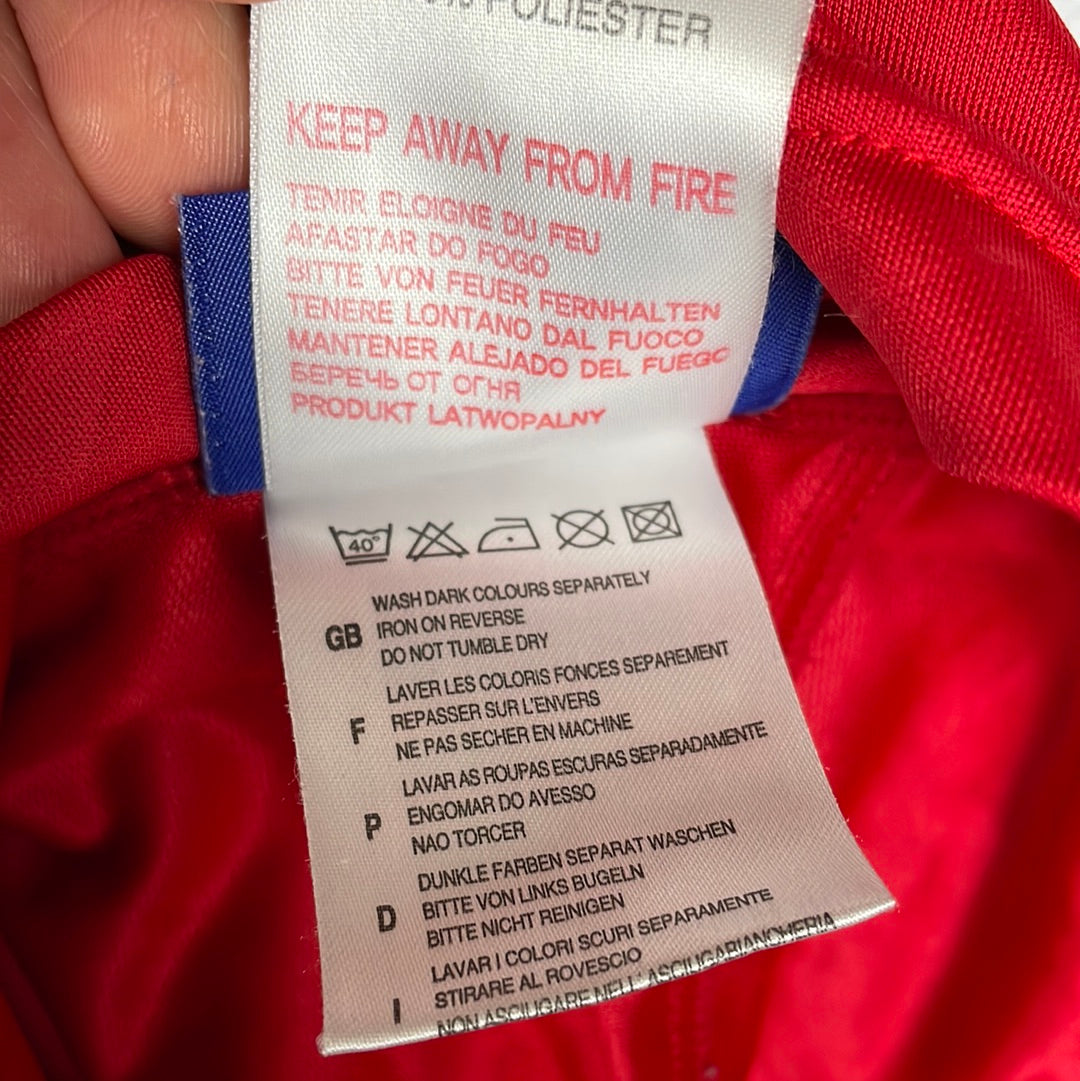 POLIESTER
KEEP AWAY FROM FIRE
TENIR ELOIGNE DU FEU
AFASTAR DO FOGO
BITTE VON FEUER FERNHALTEN
TENERE LONTANO DAL FUOCO
MANTENER ALEJADO DEL FUEGO
БЕРЕЧЬ ОТ ОГНЯ
PRODUKT LATWOPALNY
40°
WASH DARK COLOURS SEPARATELY
GB IRON ON REVERSE
DO NOT TUMBLE DRY
LAVER LES COLORIS FONCES SEPAREMENT
F REPASSER SUR L'ENVERS
NE PAS SECHER EN MACHINE
LAVAR AS ROUPAS ESCURAS SEPARADAMENTE
P ENGOMAR DO AVESSO
NAO TORCER
DUNKLE FARBEN SEPARAT WASCHEN
D BITTE VON LINKS BUGELN
BITTE NICHT REINIGEN
LAVAR I COLORI SCURI SEPARAMENTE
I STIRARE AL ROVESCIO
NON ASCIUGARE NELL' ASCIUGABIANCHERIA